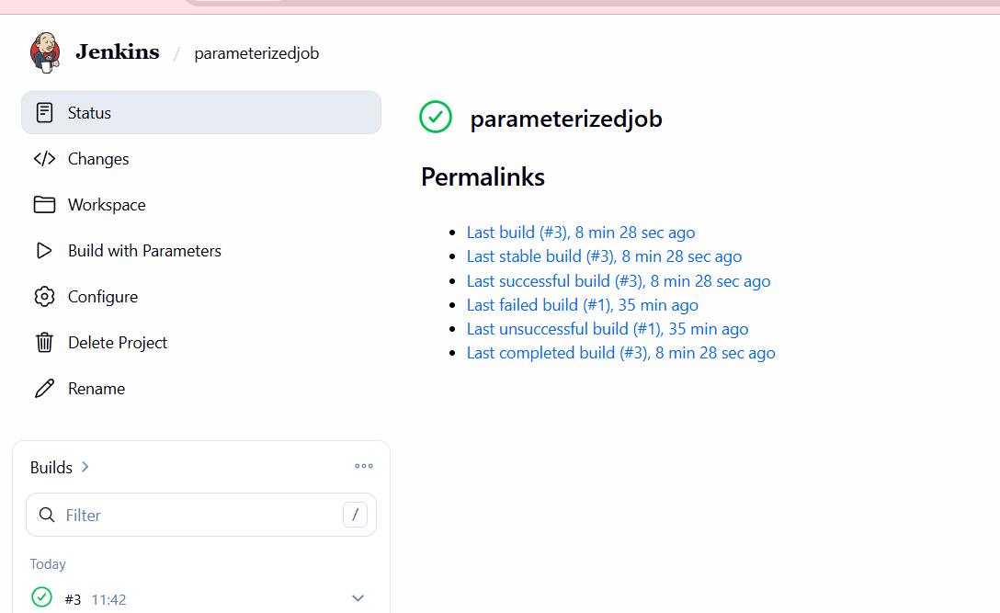 Jenkins / parameterizedjob
Status
Changes
Workspace
Build with Parameters
Configure
Delete Project
Rename
Builds
Filter /
Today
#3 11:42
parameterizedjob
Permalinks
Last build (#3), 8 min 28 sec ago
Last stable build (#3), 8 min 28 sec ago
Last successful build (#3), 8 min 28 sec ago
Last failed build (#1), 35 min ago
Last unsuccessful build (#1), 35 min ago
Last completed build (#3), 8 min 28 sec ago